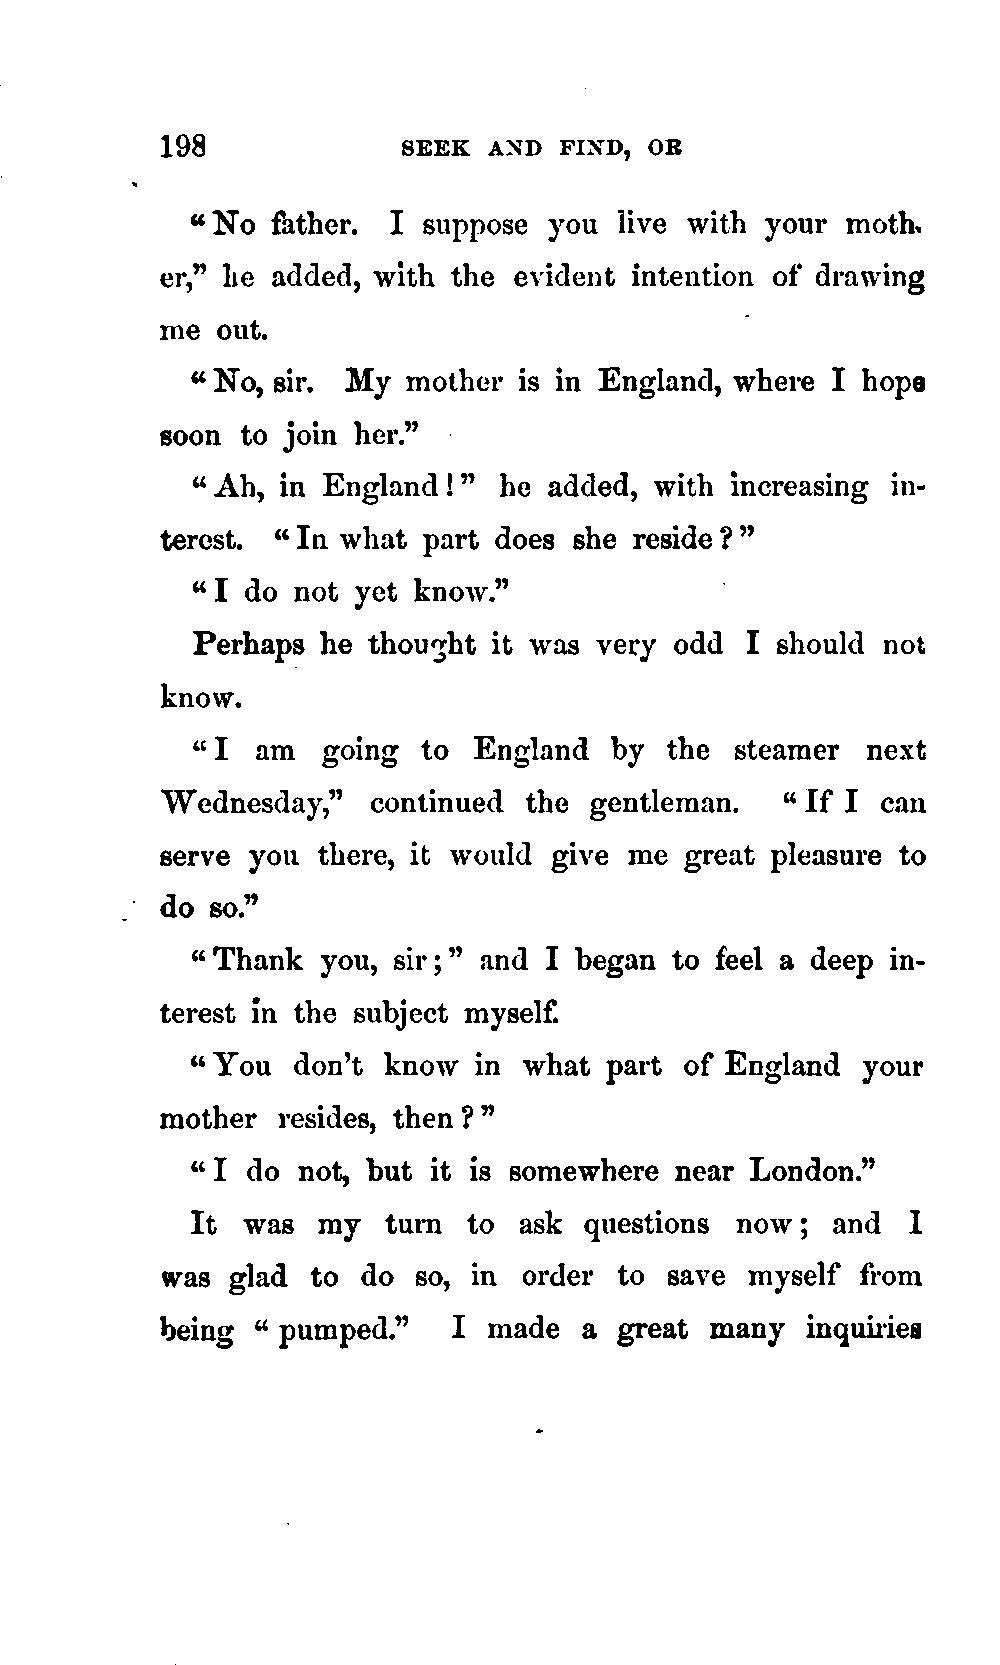 198 SEEK AND FIND, OR
“No father. I suppose you live with your moth-
er,” he added, with the evident intention of drawing
me out.
“No, sir. My mother is in England, where I hope
soon to join her.”
“Ah, in England!” he added, with increasing in-
terest. “In what part does she reside?”
“I do not yet know.”
Perhaps he thought it was very odd I should not
know.
“I am going to England by the steamer next
Wednesday,” continued the gentleman. “If I can
serve you there, it would give me great pleasure to
do so.”
“Thank you, sir;” and I began to feel a deep in-
terest in the subject myself.
“You don’t know in what part of England your
mother resides, then?”
“I do not, but it is somewhere near London.”
It was my turn to ask questions now; and I
was glad to do so, in order to save myself from
being “pumped.” I made a great many inquiries